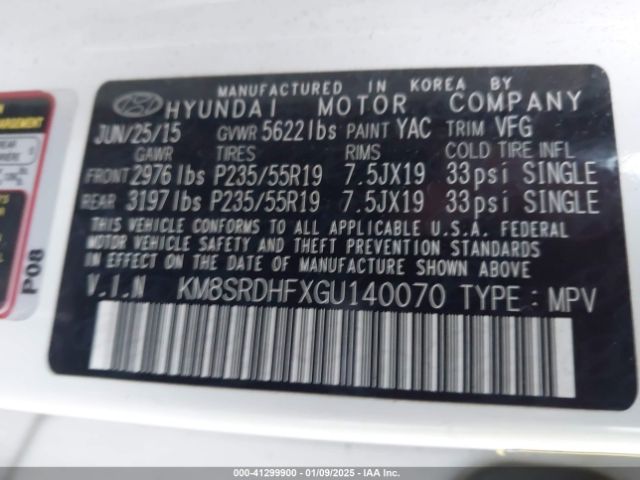 MANUFACTURED IN KOREA BY
HYUNDAI MOTOR COMPANY
JUN/25/15 GVWR 5622 lbs PAINT YAC TRIM VFG
GAWR TIRES RIMS COLD TIRE INFL
FRONT 2976 lbs P235/55R19 7.5JX19 33psi SINGLE
REAR 3197 lbs P235/55R19 7.5JX19 33psi SINGLE
THIS VEHICLE CONFORMS TO ALL APPLICABLE U.S.A. FEDERAL
MOTOR VEHICLE SAFETY AND THEFT PREVENTION STANDARDS
IN EFFECT ON THE DATE OF MANUFACTURE SHOWN ABOVE.
V.I.N KM8SRDHFXGU140070 TYPE : MPV
P08
000-41299900 - 01/09/2025 - IAAI.COM